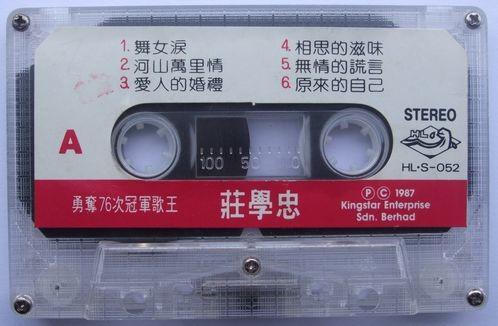 1. 舞女淚
2. 河山萬里情
3. 愛人的婚禮
4. 相思的滋味
5. 無情的謊言
6. 原來的自己
A
STEREO
HL
HL·S-052
100 50 0
勇奪76次冠軍歌王
莊學忠
Ⓟ Ⓒ 1987
Kingstar Enterprise
Sdn. Berhad